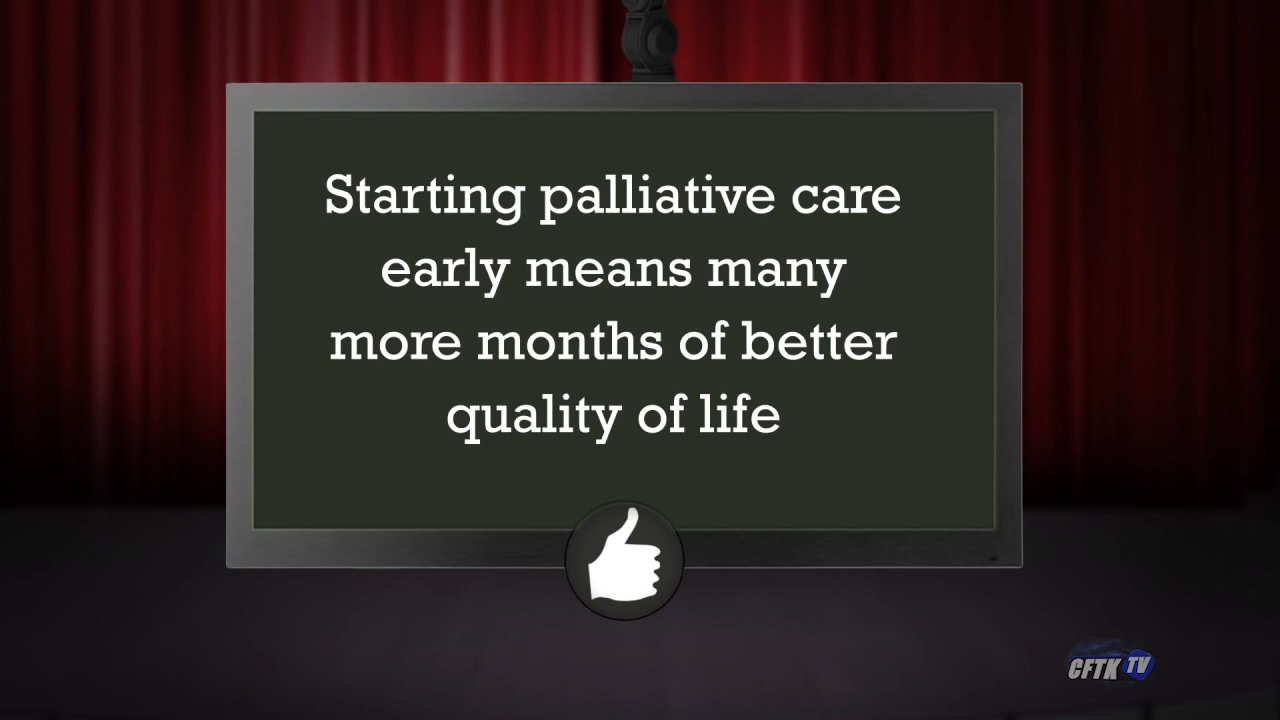 Starting palliative care
early means many
more months of better
quality of life
CFTK TV